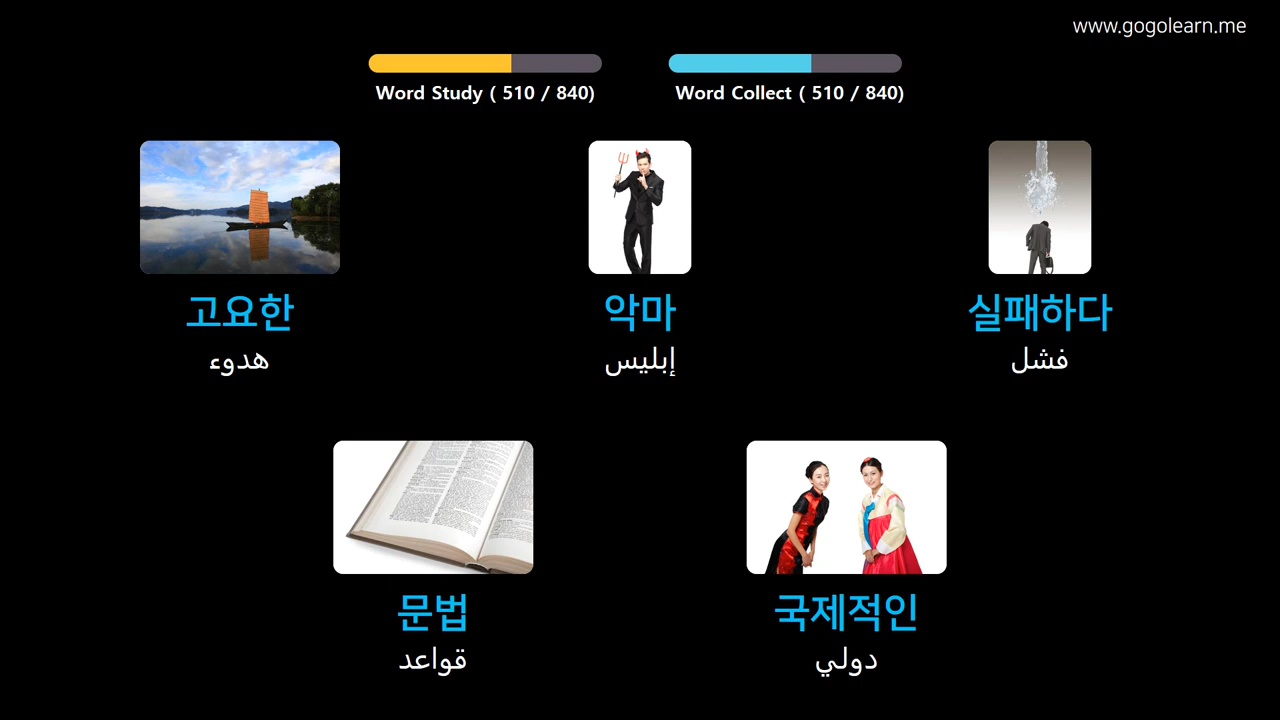 www.gogolearn.me
Word Study ( 510 / 840)
Word Collect ( 510 / 840)
고요한
هدوء
악마
إبليس
실패하다
فشل
문법
قواعد
국제적인
دولي